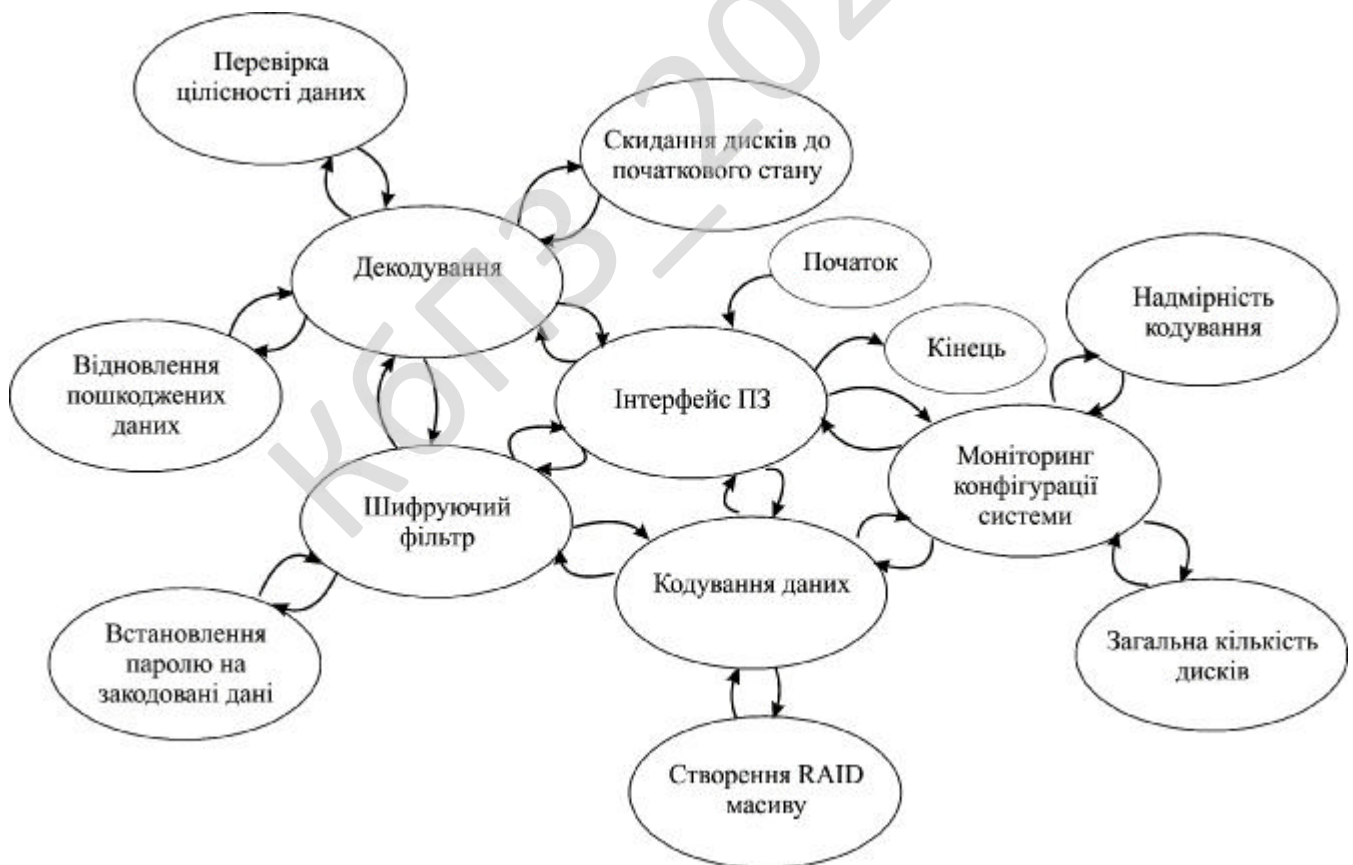 Перевірка
цілісності даних
Скидання дисків до
початкового стану
Декодування
Початок
Надмірність
кодування
Кінець
Відновлення
пошкоджених
даних
Інтерфейс ПЗ
Моніторинг
конфігурації
системи
Шифруючий
фільтр
Кодування даних
Встановлення
паролю на
закодовані дані
Загальна кількість
дисків
Створення RAID
масиву